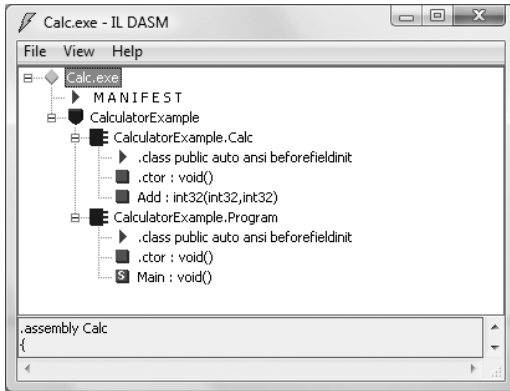 Calc.exe - IL DASM
File View Help
Calc.exe
MANIFEST
CalculatorExample
CalculatorExample.Calc
.class public auto ansi beforefieldinit
.ctor : void()
Add : int32(int32,int32)
CalculatorExample.Program
.class public auto ansi beforefieldinit
.ctor : void()
S Main : void()
.assembly Calc
{